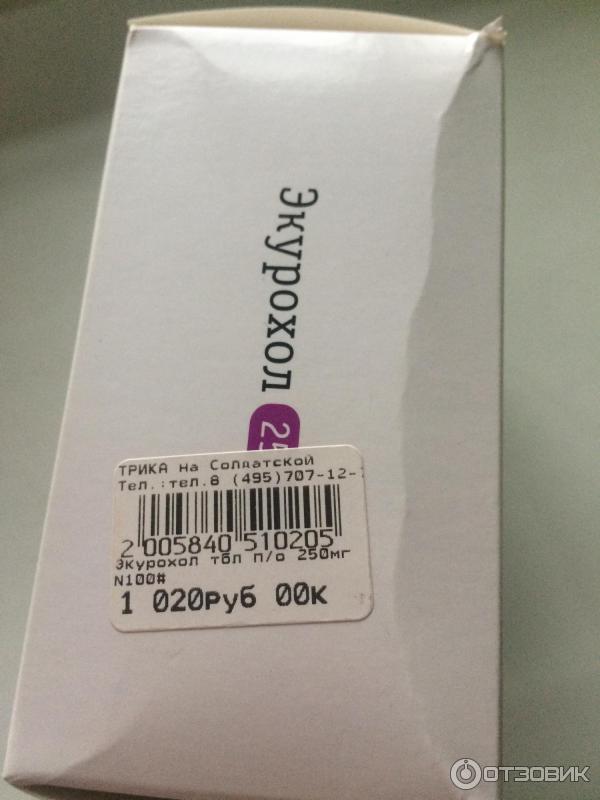 Экурохол 25
ТРИКА на Солдатской
Тел.:тел.8 (495)707-12-
2 005840 510205
Экурохол тбл п/о 250мг
N100#
1 020руб 00к
ОТЗОВИК